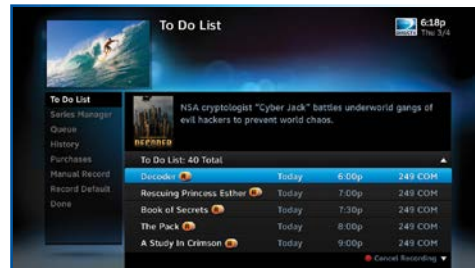 To Do List
DIRECTV
6:18p
Thu 3/4
To Do List
Series Manager
Queue
History
Purchases
Manual Record
Record Default
Done
DECODER
NSA cryptologist "Cyber Jack" battles underworld gangs of
evil hackers to prevent world chaos.
To Do List: 40 Total
Decoder Today 6:00p 249 COM
Rescuing Princess Esther Today 7:00p 249 COM
Book of Secrets Today 7:30p 249 COM
The Pack Today 8:00p 249 COM
A Study In Crimson Today 9:00p 249 COM
Cancel Recording